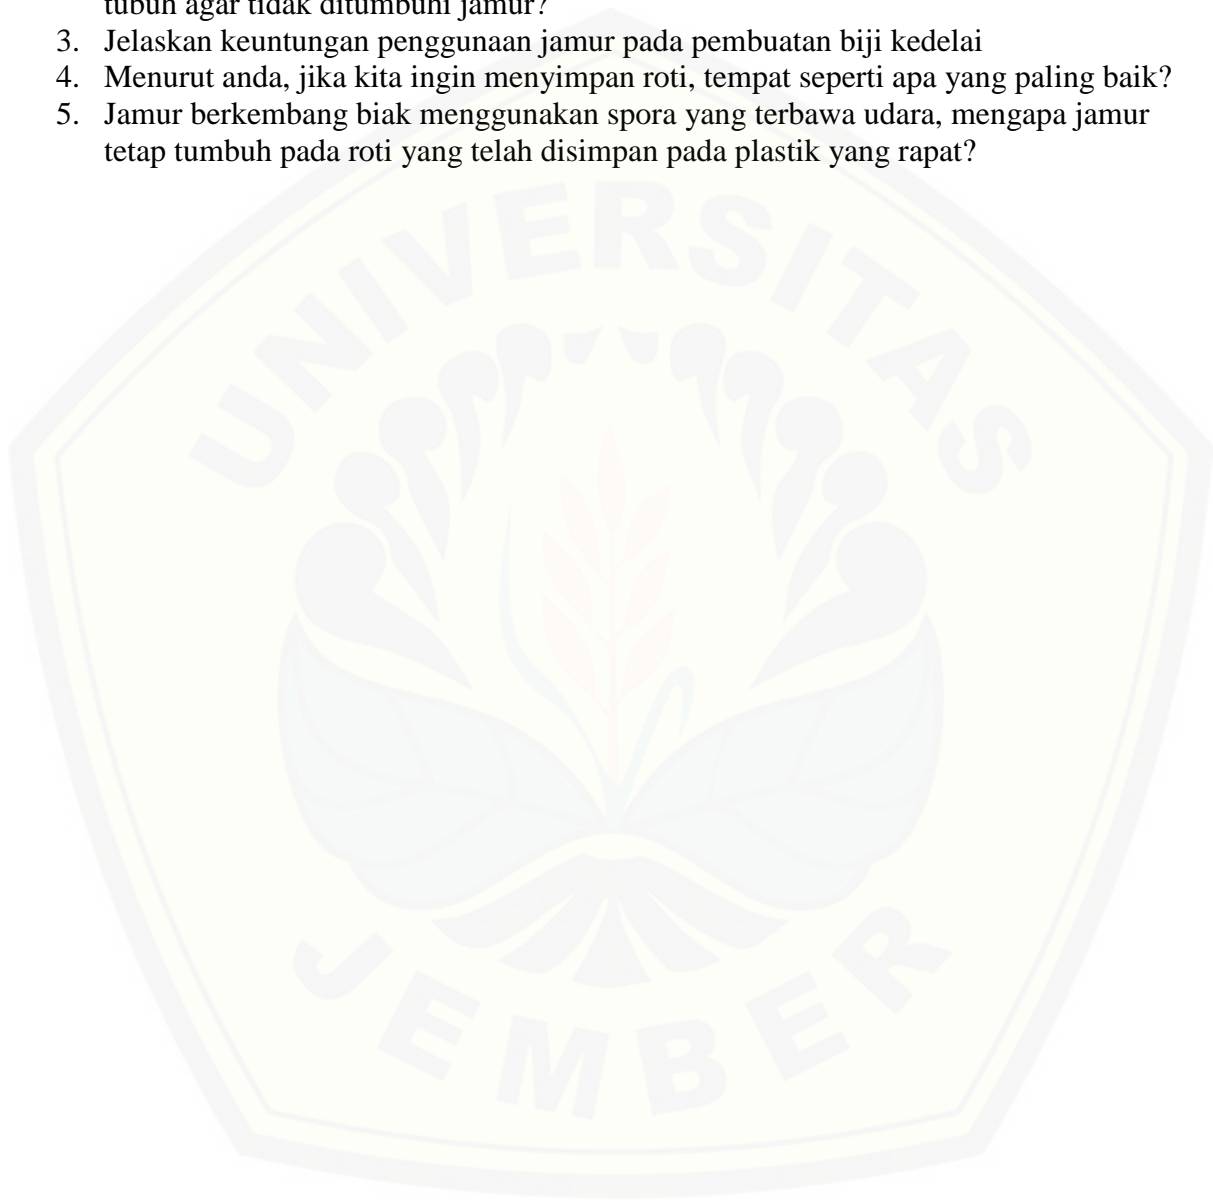 tubuh agar tidak ditumbuhi jamur?
3. Jelaskan keuntungan penggunaan jamur pada pembuatan biji kedelai
4. Menurut anda, jika kita ingin menyimpan roti, tempat seperti apa yang paling baik?
5. Jamur berkembang biak menggunakan spora yang terbawa udara, mengapa jamur
tetap tumbuh pada roti yang telah disimpan pada plastik yang rapat?
UNIVERSITAS
JEMBER